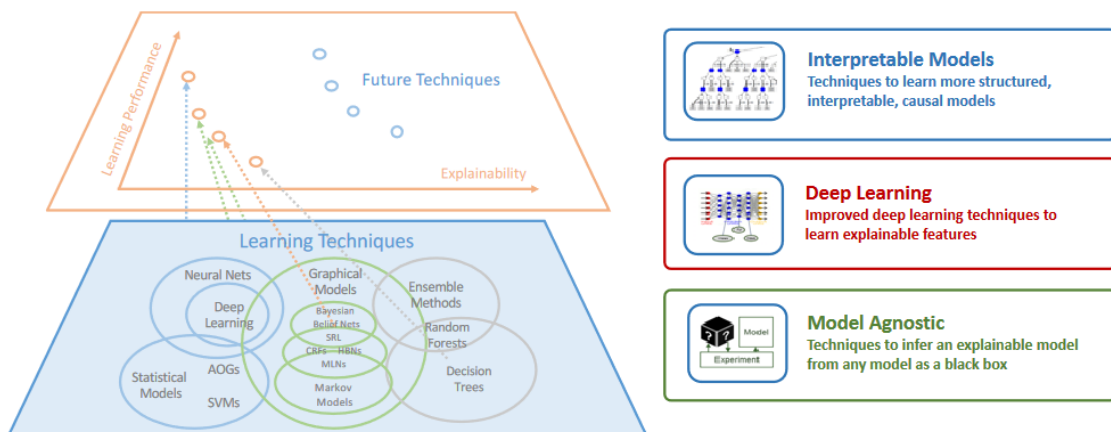 Learning Performance
Future Techniques
Explainability
Learning Techniques
Neural Nets
Deep
Learning
Statistical
Models
AOGs
SVMs
Graphical
Models
Bayesian
Belief Nets
SRL
CRFs HBNs
MLNs
Markov
Models
Ensemble
Methods
Random
Forests
Decision
Trees
Interpretable Models
Techniques to learn more structured,
interpretable, causal models
Deep Learning
Improved deep learning techniques to
learn explainable features
? ?
Model
Experiment
Model Agnostic
Techniques to infer an explainable model
from any model as a black box